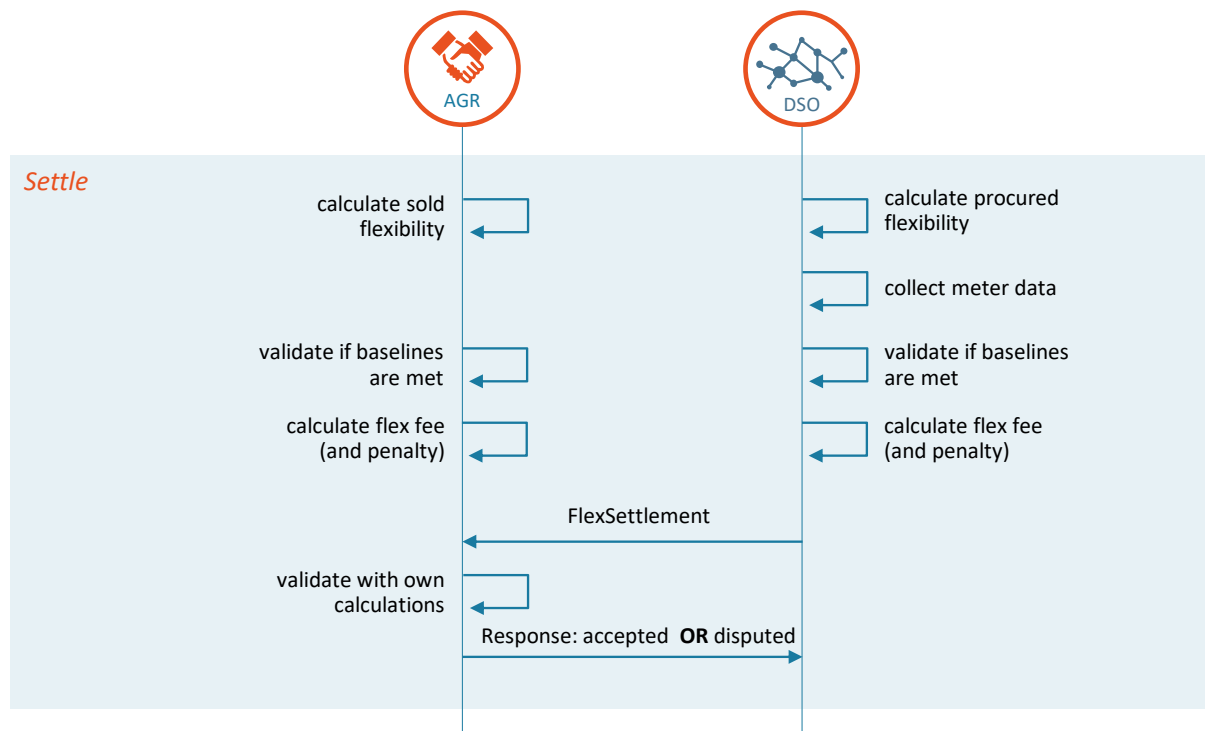 AGR
DSO
Settle
calculate sold
flexibility
calculate procured
flexibility
collect meter data
validate if baselines
are met
validate if baselines
are met
calculate flex fee
(and penalty)
calculate flex fee
(and penalty)
FlexSettlement
validate with own
calculations
Response: accepted OR disputed